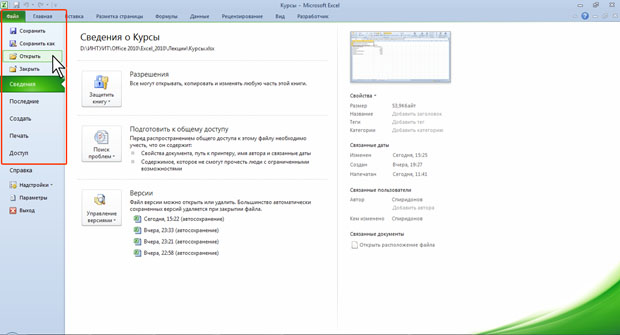 Курсы - Microsoft Excel
Файл Главная Вставка Разметка страницы Формулы Данные Рецензирование Вид Разработчик
Сохранить
Сохранить как
Открыть
Закрыть
Сведения
Последние
Создать
Печать
Доступ
Справка
Надстройки
Параметры
Выход
Сведения о Курсы
D:\ИНТУИТ\Office 2010\Excel_2010\Лекции\Курсы.xlsx
Защитить
книгу
Разрешения
Все могут открывать, копировать и изменять любую часть этой книги.
Поиск
проблем
Подготовить к общему доступу
Перед распространением общего доступа к этому файлу необходимо
учесть, что он содержит:
Свойства документа, путь к принтеру, имя автора и связанные даты
Содержимое, которое не смогут прочесть люди с ограниченными
возможностями
Управление
версиями
Версии
Файл версии можно открыть или удалить. Большинство автоматически
сохраненных версий удаляется при закрытии файла.
Сегодня, 15:22 (автосохранение)
Вчера, 23:33 (автосохранение)
Вчера, 23:21 (автосохранение)
Вчера, 22:58 (автосохранение)
Свойства
Размер 53,9Кбайт
Название Добавить заголовок
Теги Добавить тег
Категории Добавить категорию
Связанные даты
Изменен Сегодня, 15:25
Создан Вчера, 19:27
Напечатан Сегодня, 11:41
Связанные пользователи
Автор Спиридонов
Добавить автора
Кем изменено Спиридонов
Связанные документы
Открыть расположение файла